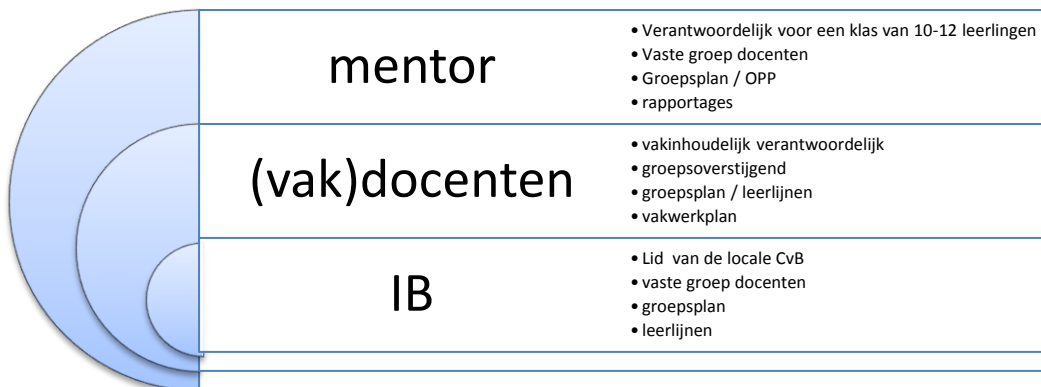 mentor
• Verantwoordelijk voor een klas van 10-12 leerlingen
• Vaste groep docenten
• Groepsplan / OPP
• rapportages
(vak)docenten
• vakinhoudelijk verantwoordelijk
• groepsoverstijgend
• groepsplan / leerlijnen
• vakwerkplan
IB
• Lid van de locale CvB
• vaste groep docenten
• groepsplan
• leerlijnen